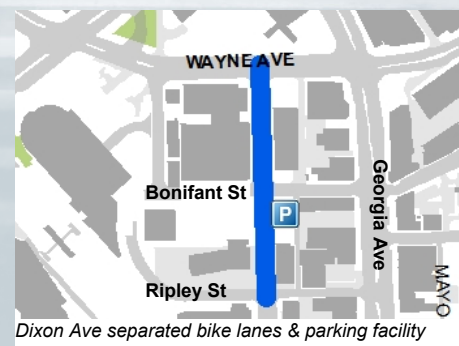 WAYNE AVE
Bonifant St
P
Georgia Ave
Ripley St
MAYO
Dixon Ave separated bike lanes & parking facility